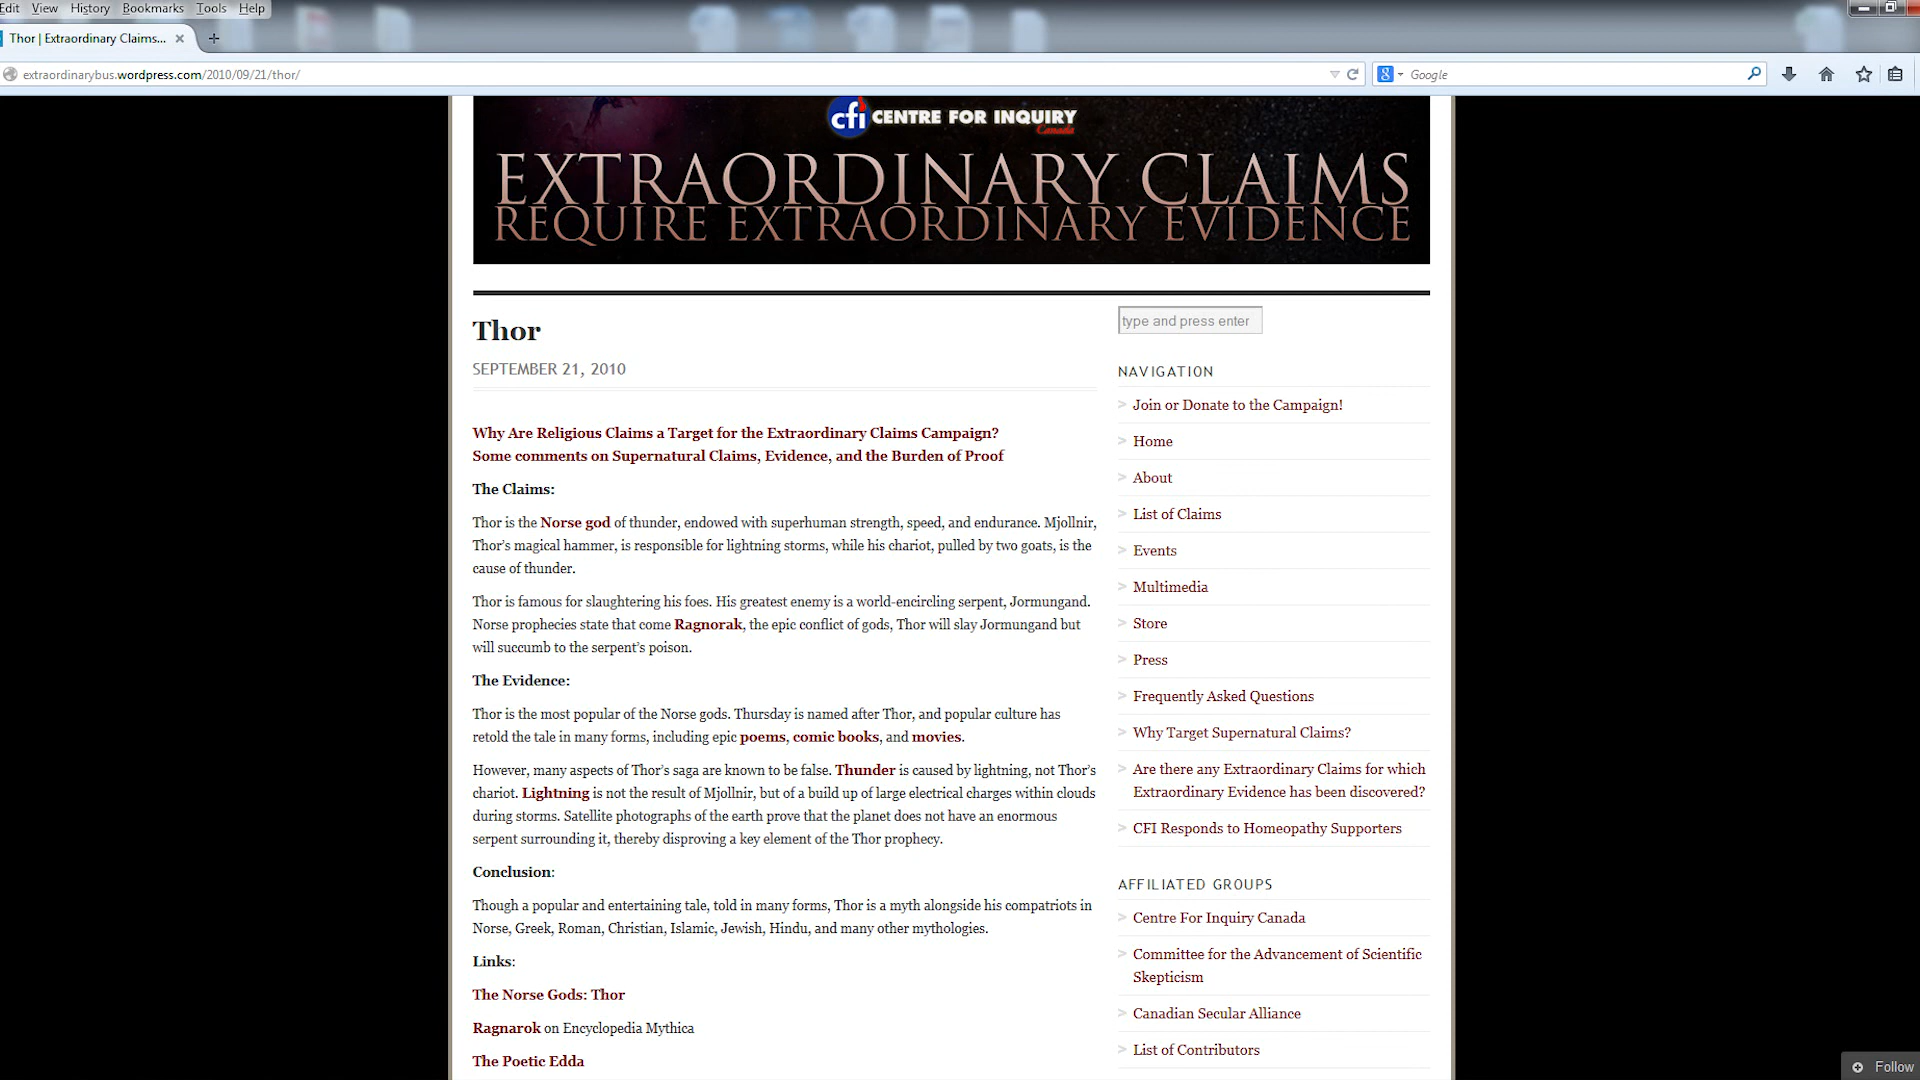 Edit View History Bookmarks Tools Help
Thor | Extraordinary Claims...
extraordinarybus.wordpress.com/2010/09/21/thor/
Google
cfi CENTRE FOR INQUIRY
Canada
EXTRAORDINARY CLAIMS
REQUIRE EXTRAORDINARY EVIDENCE
Thor
SEPTEMBER 21, 2010
Why Are Religious Claims a Target for the Extraordinary Claims Campaign?
Some comments on Supernatural Claims, Evidence, and the Burden of Proof
The Claims:
Thor is the Norse god of thunder, endowed with superhuman strength, speed, and endurance. Mjollnir,
Thor's magical hammer, is responsible for lightning storms, while his chariot, pulled by two goats, is the
cause of thunder.
Thor is famous for slaughtering his foes. His greatest enemy is a world-encircling serpent, Jormungand.
Norse prophecies state that come Ragnorak, the epic conflict of gods, Thor will slay Jormungand but
will succumb to the serpent's poison.
The Evidence:
Thor is the most popular of the Norse gods. Thursday is named after Thor, and popular culture has
retold the tale in many forms, including epic poems, comic books, and movies.
However, many aspects of Thor's saga are known to be false. Thunder is caused by lightning, not Thor's
chariot. Lightning is not the result of Mjollnir, but of a build up of large electrical charges within clouds
during storms. Satellite photographs of the earth prove that the planet does not have an enormous
serpent surrounding it, thereby disproving a key element of the Thor prophecy.
Conclusion:
Though a popular and entertaining tale, told in many forms, Thor is a myth alongside his compatriots in
Norse, Greek, Roman, Christian, Islamic, Jewish, Hindu, and many other mythologies.
Links:
The Norse Gods: Thor
Ragnarok on Encyclopedia Mythica
The Poetic Edda
type and press enter
NAVIGATION
> Join or Donate to the Campaign!
> Home
> About
> List of Claims
> Events
> Multimedia
> Store
> Press
> Frequently Asked Questions
> Why Target Supernatural Claims?
> Are there any Extraordinary Claims for which
Extraordinary Evidence has been discovered?
> CFI Responds to Homeopathy Supporters
AFFILIATED GROUPS
> Centre For Inquiry Canada
> Committee for the Advancement of Scientific
Skepticism
> Canadian Secular Alliance
> List of Contributors
Follow